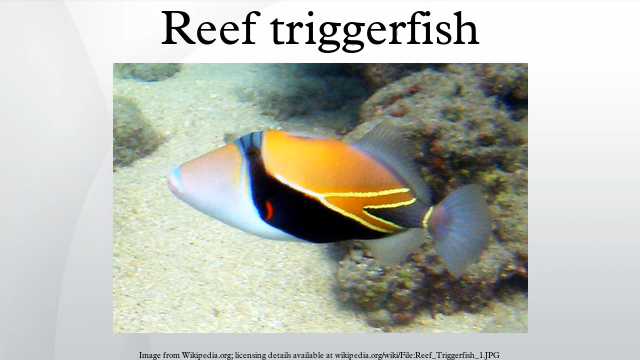 Reef triggerfish
Image from Wikipedia.org; licensing details available at wikipedia.org/wiki/File:Reef_Triggerfish_1.JPG